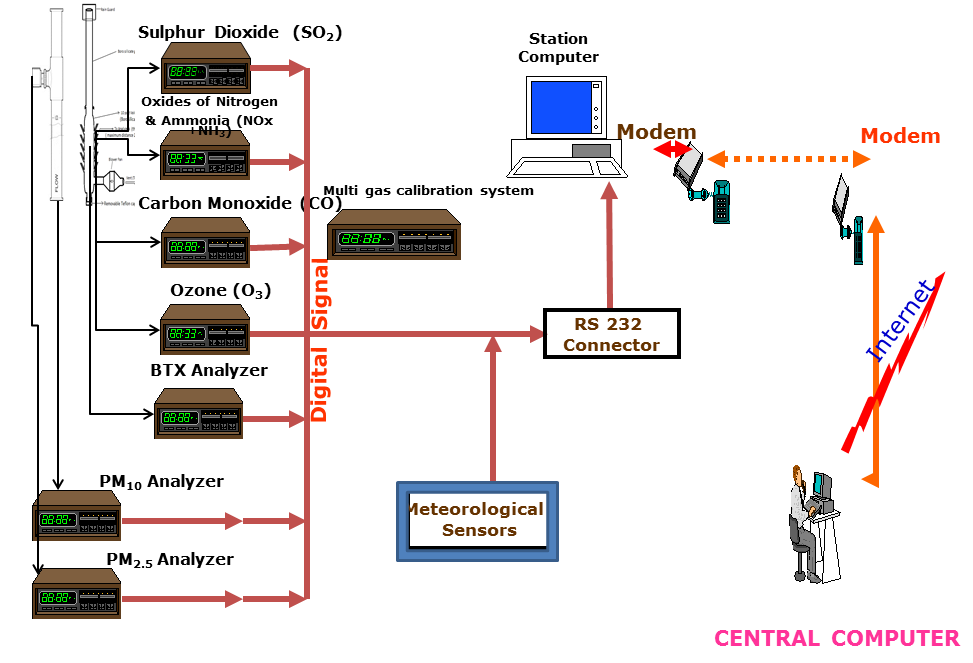 Sulphur Dioxide (SO2)
Oxides of Nitrogen
& Ammonia (NOx
+NH3)
Carbon Monoxide (CO)
Ozone (O3)
BTX Analyzer
PM10 Analyzer
PM2.5 Analyzer
FLOW
Digital Signal
Multi gas calibration system
Station
Computer
RS 232
Connector
Meteorological
Sensors
Modem
Modem
Internet
CENTRAL COMPUTER